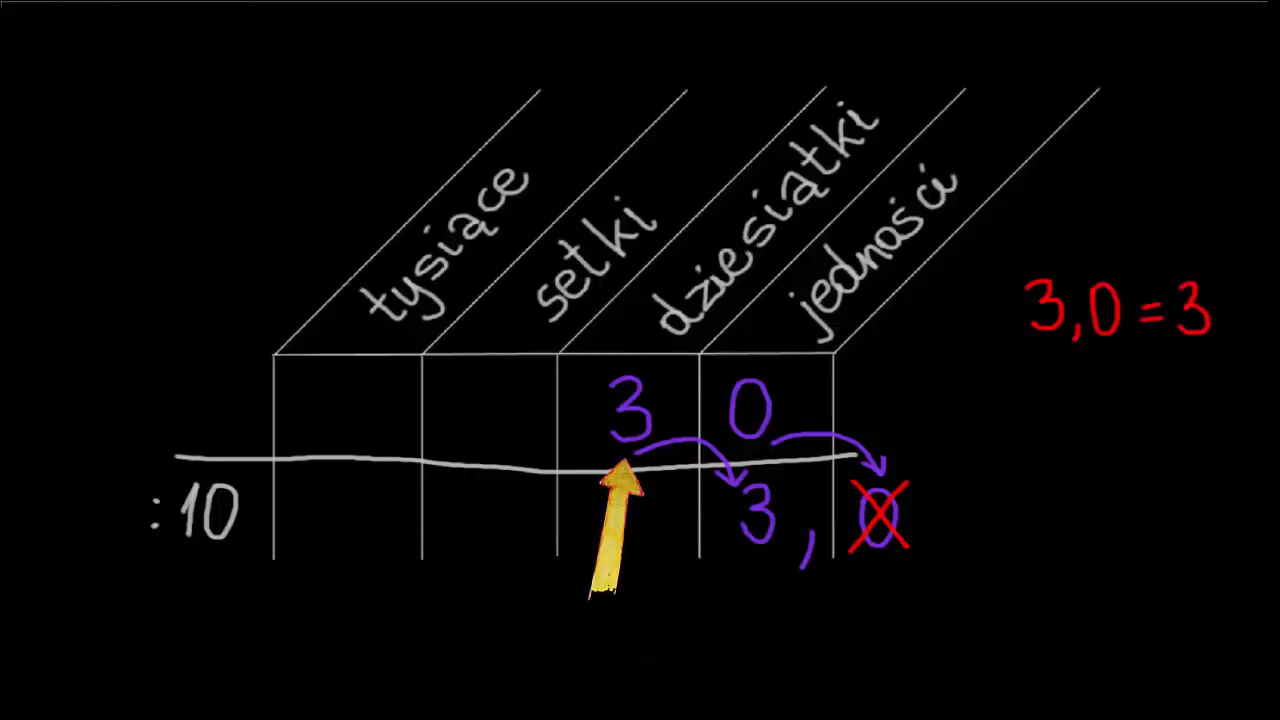 tysiące setki dziesiątki jedności
3,0 = 3
3 0
:10 3,0